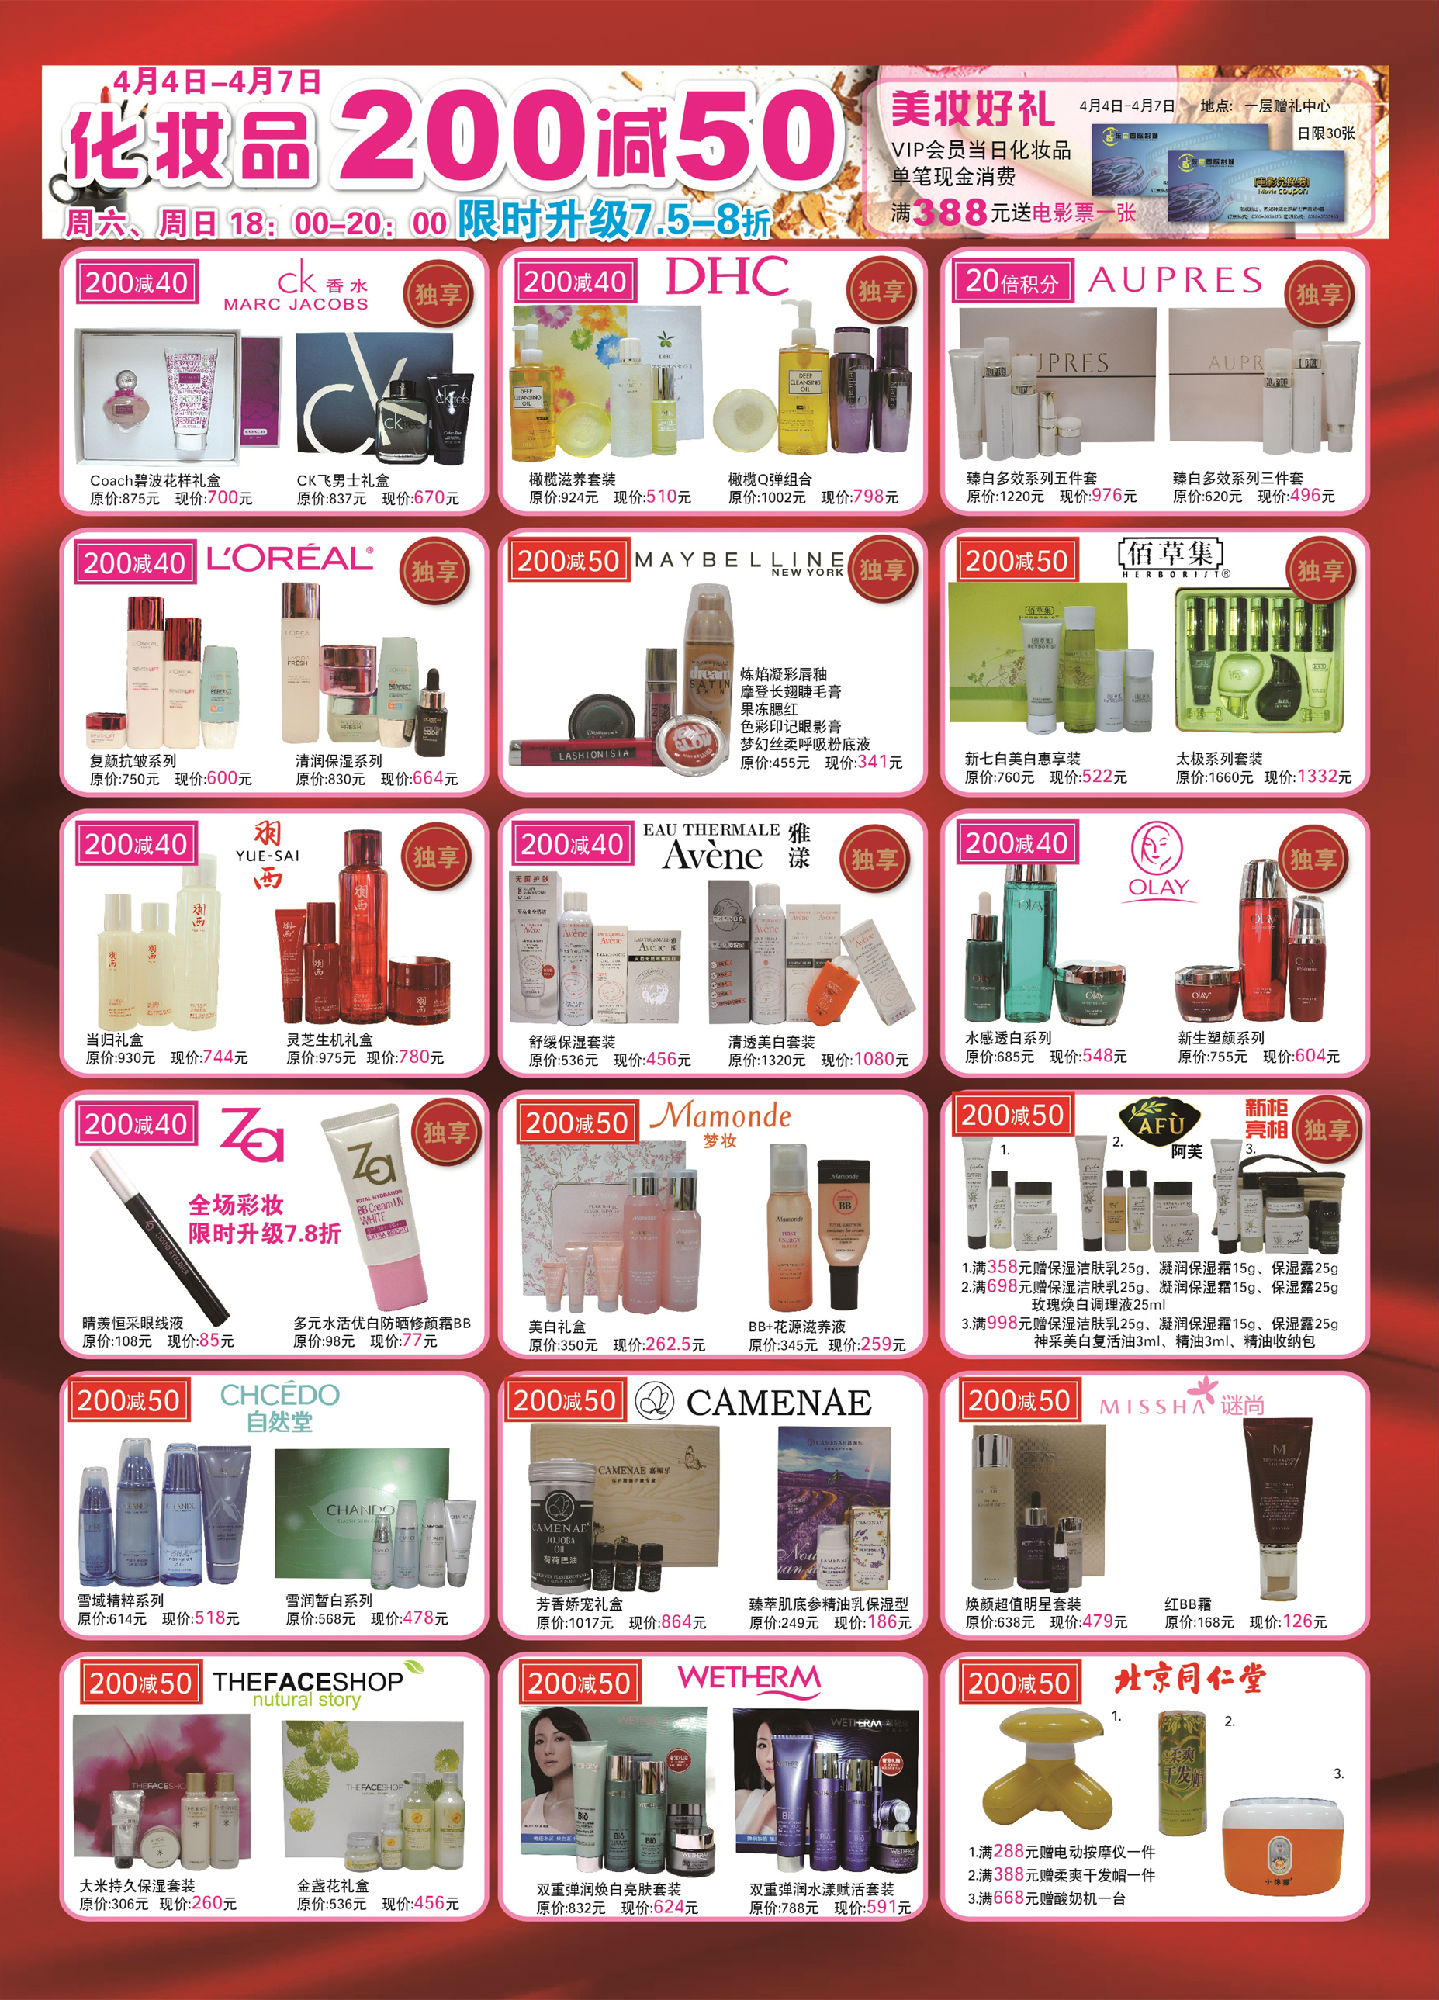 4月4日-4月7日
化妆品200减50
周六、周日 18：00-20：00 限时升级7.5-8折
美妆好礼 4月4日-4月7日 地点：一层赠礼中心
日限30张
VIP会员当日化妆品
单笔现金消费
满388元送电影票一张
电影兑换券
Movie coupon
200减40 ck香水 独享
MARC JACOBS
Coach碧波花样礼盒
原价:875元 现价:700元
CK飞男士礼盒
原价:837元 现价:670元
200减40 DHC 独享
橄榄滋养套装
原价:924元 现价:510元
橄榄Q弹组合
原价:1002元 现价:798元
20倍积分 AUPRES 独享
臻白多效系列五件套
原价:1220元 现价:976元
臻白多效系列三件套
原价:620元 现价:496元
200减40 L'ORÉAL 独享
复颜抗皱系列
原价:750元 现价:600元
清润保湿系列
原价:830元 现价:664元
200减50 MAYBELLINE 独享
NEW YORK
炼焰凝彩唇釉
摩登长翘睫毛膏
果冻腮红
色彩印记眼影膏
梦幻丝柔呼吸粉底液
原价:455元 现价:341元
200减50 佰草集 独享
HERBORIST®
新七白美白惠享装
原价:760元 现价:522元
太极系列套装
原价:1660元 现价:1332元
200减40 羽西 独享
YUE-SAI
当归礼盒
原价:930元 现价:744元
灵芝生机礼盒
原价:975元 现价:780元
200减40 EAU THERMALE 雅漾 独享
Avène
舒缓保湿套装
原价:536元 现价:456元
清透美白套装
原价:1320元 现价:1080元
200减40 OLAY 独享
水感透白系列
原价:685元 现价:548元
新生塑颜系列
原价:755元 现价:604元
200减40 Za 独享
全场彩妆
限时升级7.8折
睛羡恒采眼线液
原价:108元 现价:85元
多元水活优白防晒修颜霜BB
原价:98元 现价:77元
200减50 Mamonde
梦妆
美白礼盒
原价:350元 现价:262.5元
BB+花源滋养液
原价:345元 现价:259元
200减50 AFÙ 阿芙 新柜亮相 独享
1.
2.
3.
1.满358元赠保湿洁肤乳25g、凝润保湿霜15g、保湿露25g
2.满698元赠保湿洁肤乳25g、凝润保湿霜15g、保湿露25g
玫瑰焕白调理液25ml
3.满998元赠保湿洁肤乳25g、凝润保湿霜15g、保湿露25g
神采美白复活油3ml、精油3ml、精油收纳包
200减50 CHCÉDO
自然堂
雪域精粹系列
原价:614元 现价:518元
雪润皙白系列
原价:568元 现价:478元
200减50 CAMENAE
芳香娇宠礼盒
原价:1017元 现价:864元
臻萃肌底参精油乳保湿型
原价:249元 现价:186元
200减50 MISSHA 谜尚
焕颜超值明星套装
原价:638元 现价:479元
红BB霜
原价:168元 现价:126元
200减50 THEFACESHOP
nutural story
大米持久保湿套装
原价:306元 现价:260元
金盏花礼盒
原价:536元 现价:456元
200减50 WETHERM
双重弹润焕白亮肤套装
原价:832元 现价:624元
双重弹润水漾赋活套装
原价:788元 现价:591元
200减50 北京同仁堂
1.
2.
3.
1.满288元赠电动按摩仪一件
2.满388元赠柔爽干发帽一件
3.满668元赠酸奶机一台